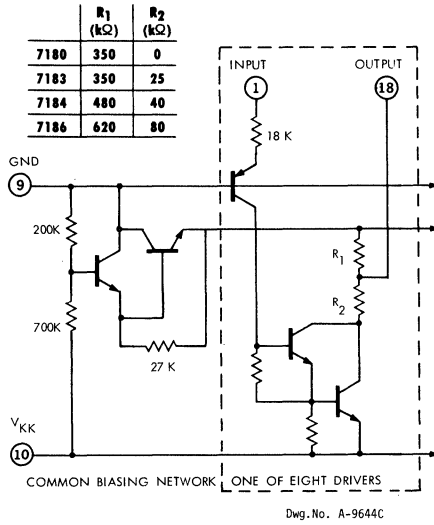 R1 R2
(kΩ) (kΩ)
7180 350 0
7183 350 25
7184 480 40
7186 620 80
INPUT OUTPUT
1 18
18 K
GND
9
200K
R1
R2
700K
27 K
VKK
10
COMMON BIASING NETWORK ONE OF EIGHT DRIVERS
Dwg.No. A-9644C